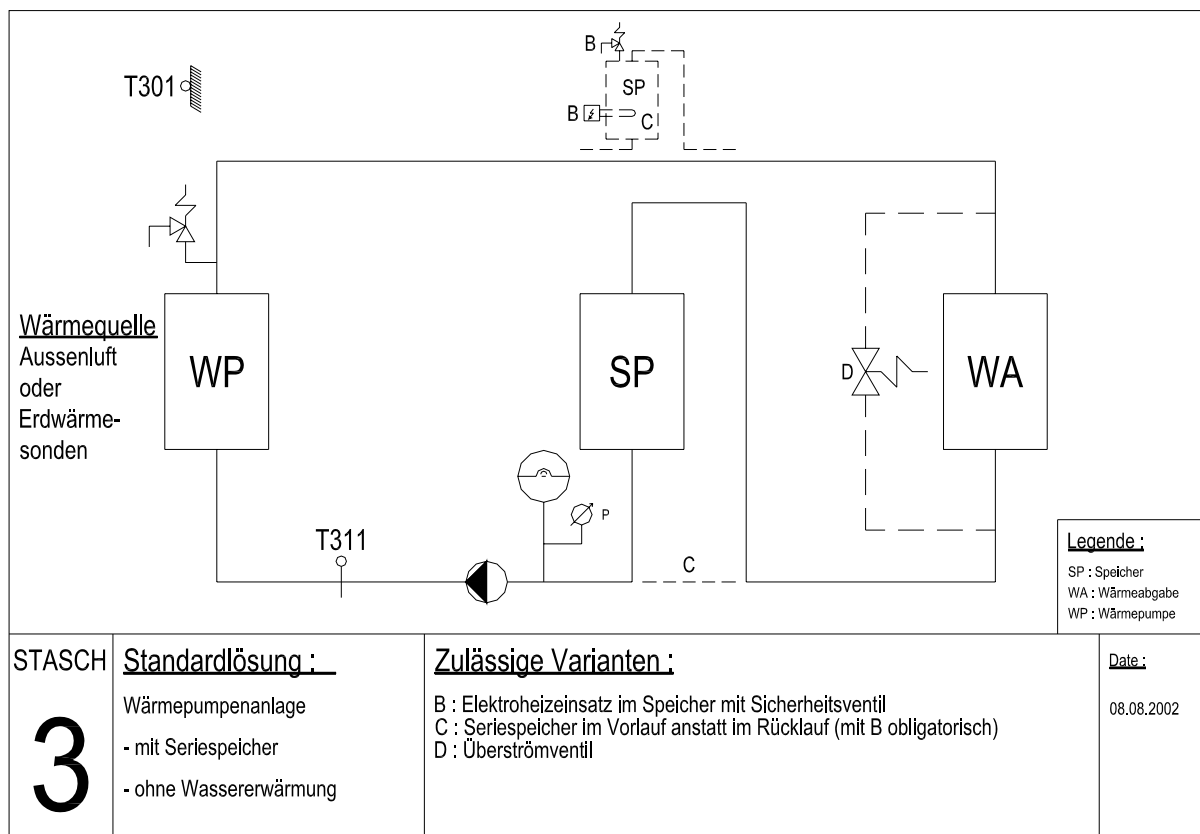 T301
B
SP
B
C
Wärmequelle
Aussenluft
oder
Erdwärme-
sonden
WP
SP
D
WA
P
T311
C
Legende :
SP : Speicher
WA : Wärmeabgabe
WP : Wärmepumpe
STASCH
3
Standardlösung :
Wärmepumpenanlage
- mit Seriespeicher
- ohne Wassererwärmung
Zulässige Varianten :
B : Elektroheizeinsatz im Speicher mit Sicherheitsventil
C : Seriespeicher im Vorlauf anstatt im Rücklauf (mit B obligatorisch)
D : Überströmventil
Date :
08.08.2002